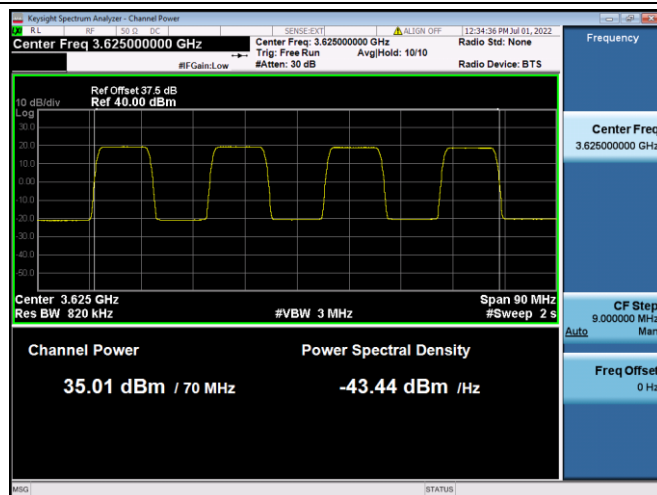 Keysight Spectrum Analyzer - Channel Power
RL RF 50 Ω DC SENSE:EXT ALIGN OFF 12:34:36 PM Jul 01, 2022
Center Freq 3.625000000 GHz
Center Freq: 3.625000000 GHz
Radio Std: None
Trig: Free Run Avg|Hold: 10/10
#IFGain:Low #Atten: 30 dB Radio Device: BTS
Frequency
Ref Offset 37.5 dB
10 dB/div Ref 40.00 dBm
Log
30.0
20.0
10.0
0.00
-10.0
-20.0
-30.0
-40.0
-50.0
Center 3.625 GHz Span 90 MHz
Res BW 820 kHz #VBW 3 MHz #Sweep 2 s
Channel Power Power Spectral Density
35.01 dBm / 70 MHz -43.44 dBm /Hz
Center Freq
3.625000000 GHz
CF Step
9.000000 MHz
Auto Man
Freq Offset
0 Hz
MSG STATUS